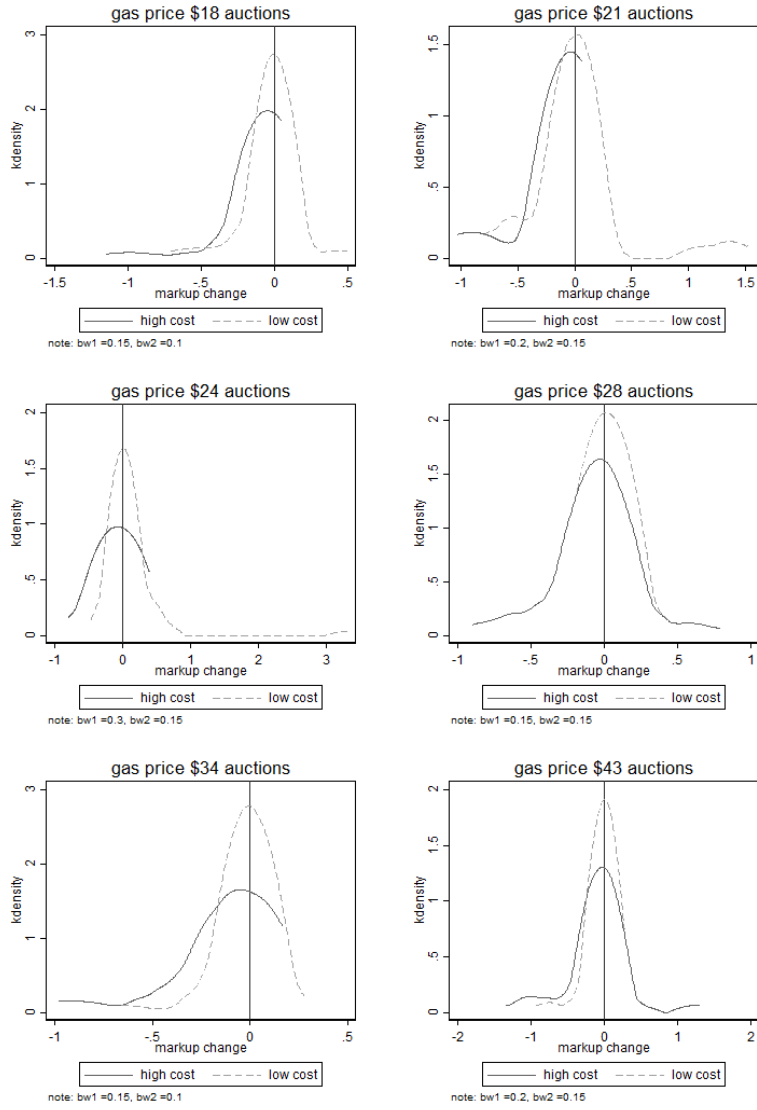 gas price $18 auctions
kdensity
3
2
1
0
-1.5 -1 -.5 0 .5
markup change
high cost low cost
note: bw1 =0.15, bw2 =0.1
gas price $21 auctions
kdensity
1.5
1
.5
0
-1 -.5 0 .5 1 1.5
markup change
high cost low cost
note: bw1 =0.2, bw2 =0.15
gas price $24 auctions
kdensity
2
1.5
1
.5
0
-1 0 1 2 3
markup change
high cost low cost
note: bw1 =0.3, bw2 =0.15
gas price $28 auctions
kdensity
2
1.5
1
.5
0
-1 -.5 0 .5 1
markup change
high cost low cost
note: bw1 =0.15, bw2 =0.15
gas price $34 auctions
kdensity
3
2
1
0
-1 -.5 0 .5
markup change
high cost low cost
note: bw1 =0.15, bw2 =0.1
gas price $43 auctions
kdensity
2
1.5
1
.5
0
-2 -1 0 1 2
markup change
high cost low cost
note: bw1 =0.2, bw2 =0.15